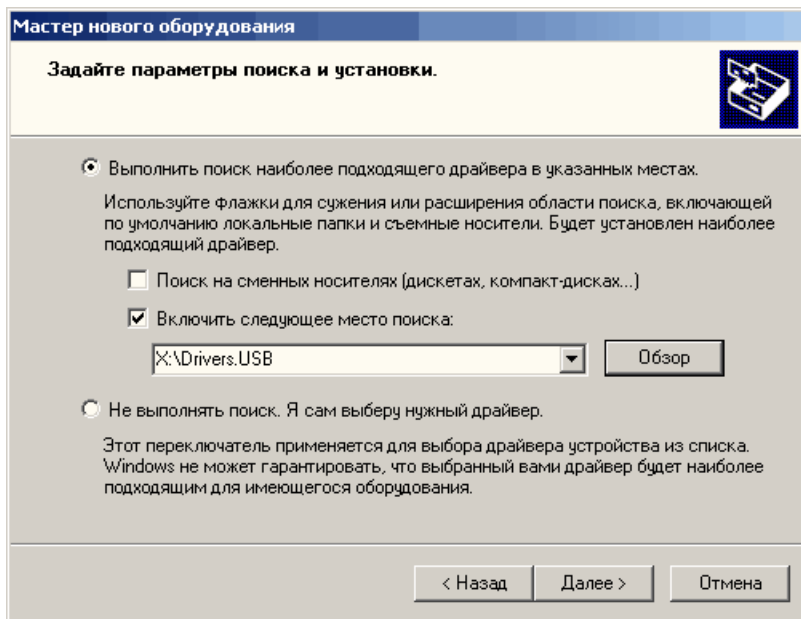 Мастер нового оборудования
Задайте параметры поиска и установки.
Выполнить поиск наиболее подходящего драйвера в указанных местах.
Используйте флажки для сужения или расширения области поиска, включающей
по умолчанию локальные папки и съемные носители. Будет установлен наиболее
подходящий драйвер.
Поиск на сменных носителях (дискетах, компакт-дисках...)
Включить следующее место поиска:
X:\Drivers.USB
Обзор
Не выполнять поиск. Я сам выберу нужный драйвер.
Этот переключатель применяется для выбора драйвера устройства из списка.
Windows не может гарантировать, что выбранный вами драйвер будет наиболее
подходящим для имеющегося оборудования.
< Назад Далее > Отмена